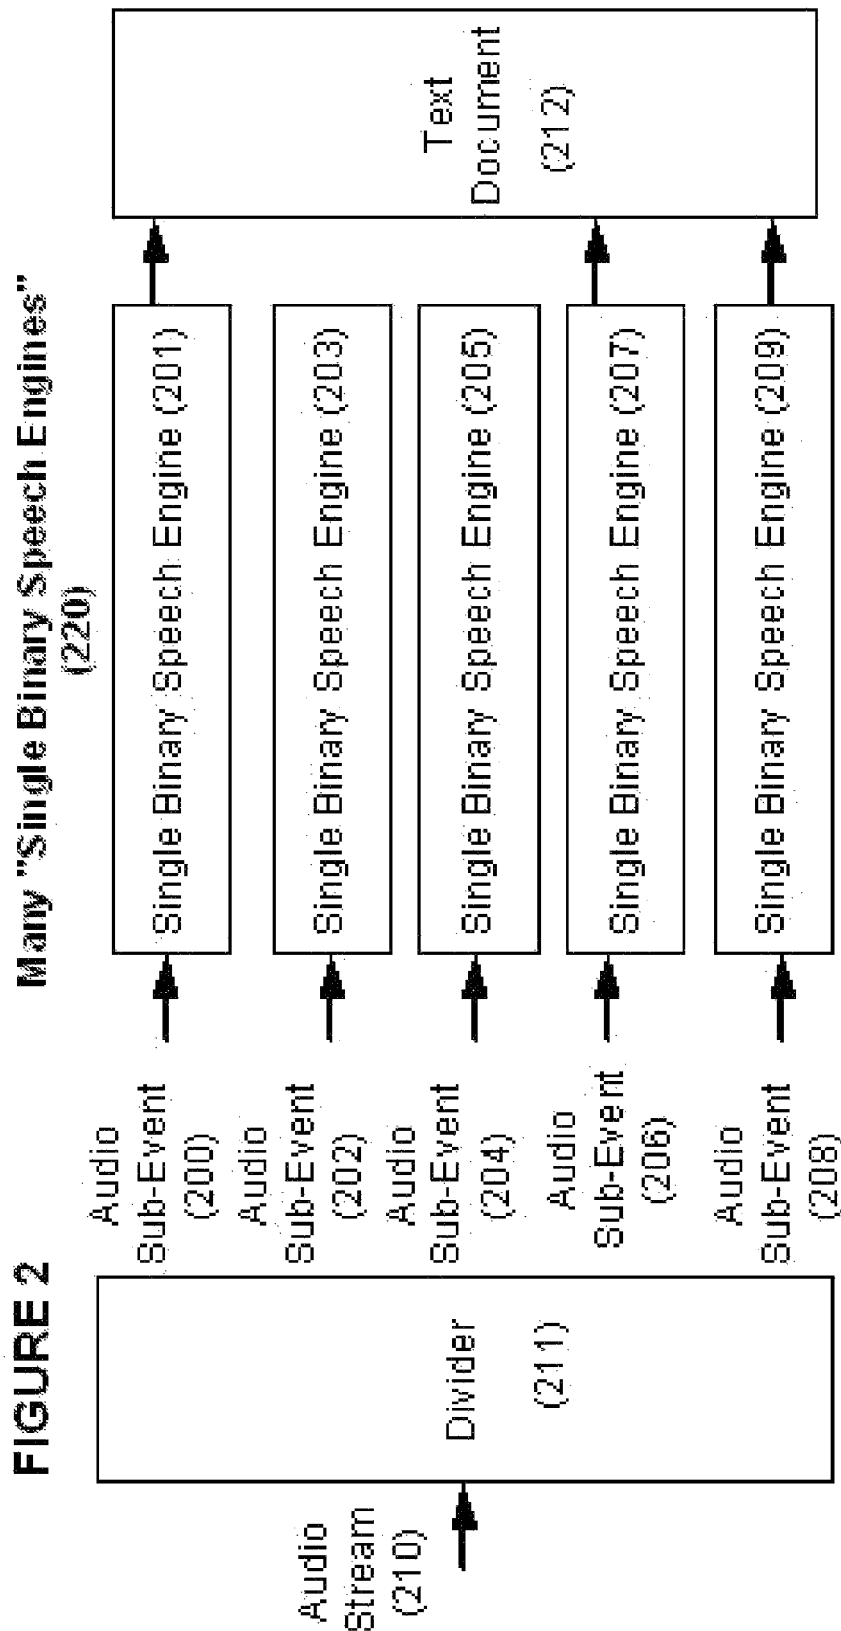 FIGURE 2
Many "Single Binary Speech Engines"
(220)
Audio
Stream
(210)
Divider
(211)
Audio
Sub-Event
(200)
Single Binary Speech Engine (201)
Audio
Sub-Event
(202)
Single Binary Speech Engine (203)
Audio
Sub-Event
(204)
Single Binary Speech Engine (205)
Audio
Sub-Event
(206)
Single Binary Speech Engine (207)
Audio
Sub-Event
(208)
Single Binary Speech Engine (209)
Text
Document
(212)